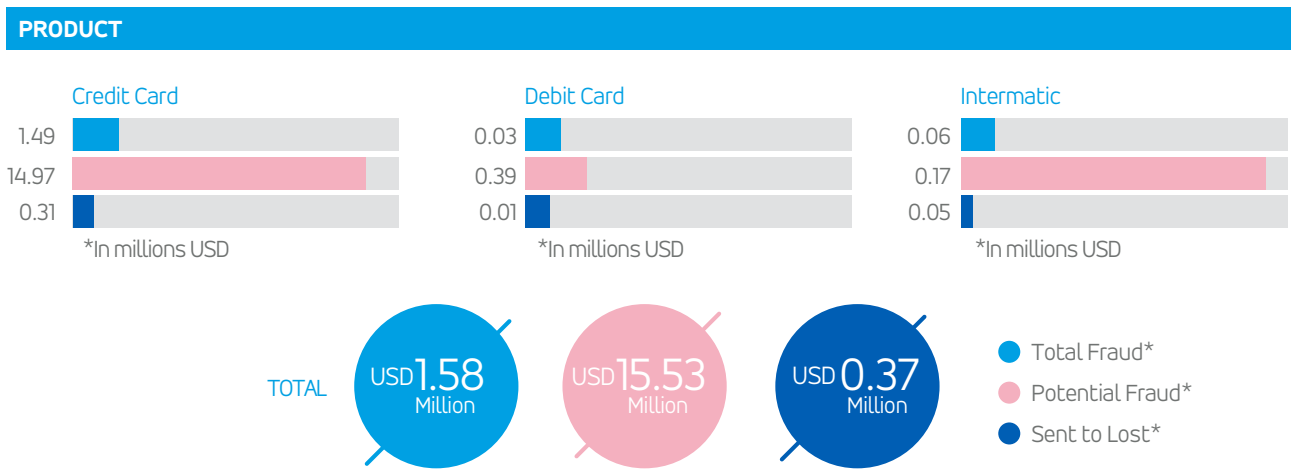 PRODUCT
Credit Card
1.49
14.97
0.31
*In millions USD
Debit Card
0.03
0.39
0.01
*In millions USD
Intermatic
0.06
0.17
0.05
*In millions USD
TOTAL
USD 1.58
Million
USD 15.53
Million
USD 0.37
Million
Total Fraud*
Potential Fraud*
Sent to Lost*